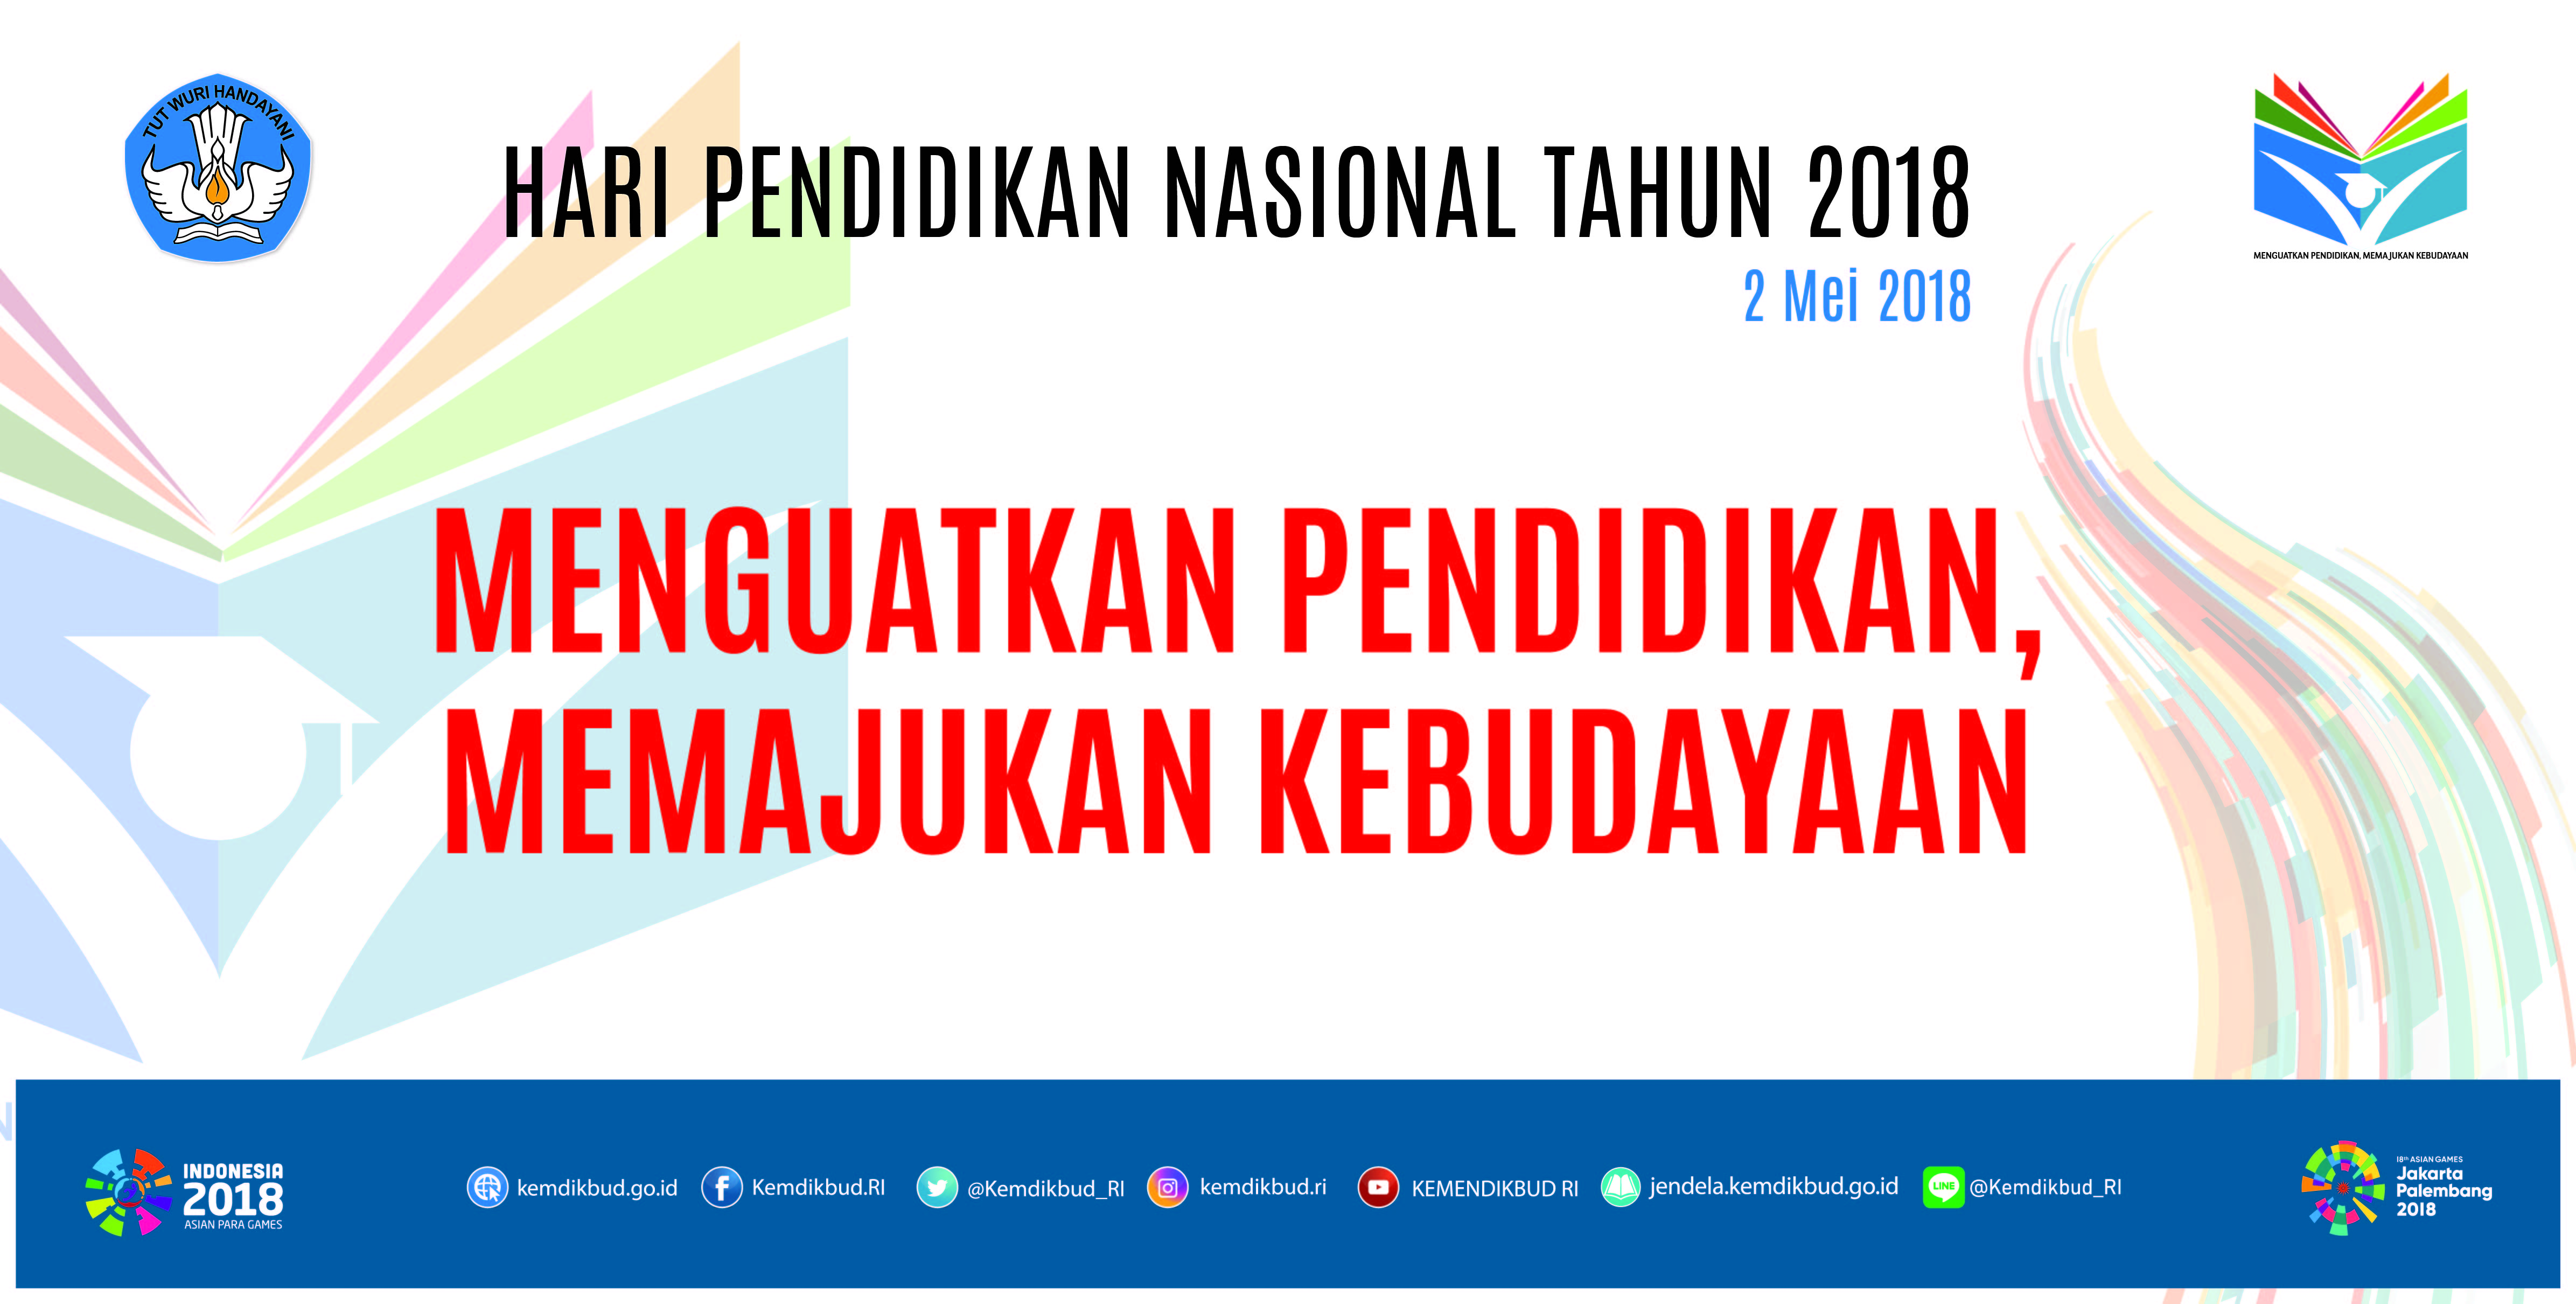 TUT WURI HANDAYANI
HARI PENDIDIKAN NASIONAL TAHUN 2018
2 Mei 2018
MENGUATKAN PENDIDIKAN, MEMAJUKAN KEBUDAYAAN
MENGUATKAN PENDIDIKAN,
MEMAJUKAN KEBUDAYAAN
INDONESIA
2018
ASIAN PARA GAMES
kemdikbud.go.id
Kemdikbud.RI
@Kemdikbud_RI
kemdikbud.ri
KEMENDIKBUD RI
jendela.kemdikbud.go.id
LINE
@Kemdikbud_RI
18th ASIAN GAMES
Jakarta
Palembang
2018